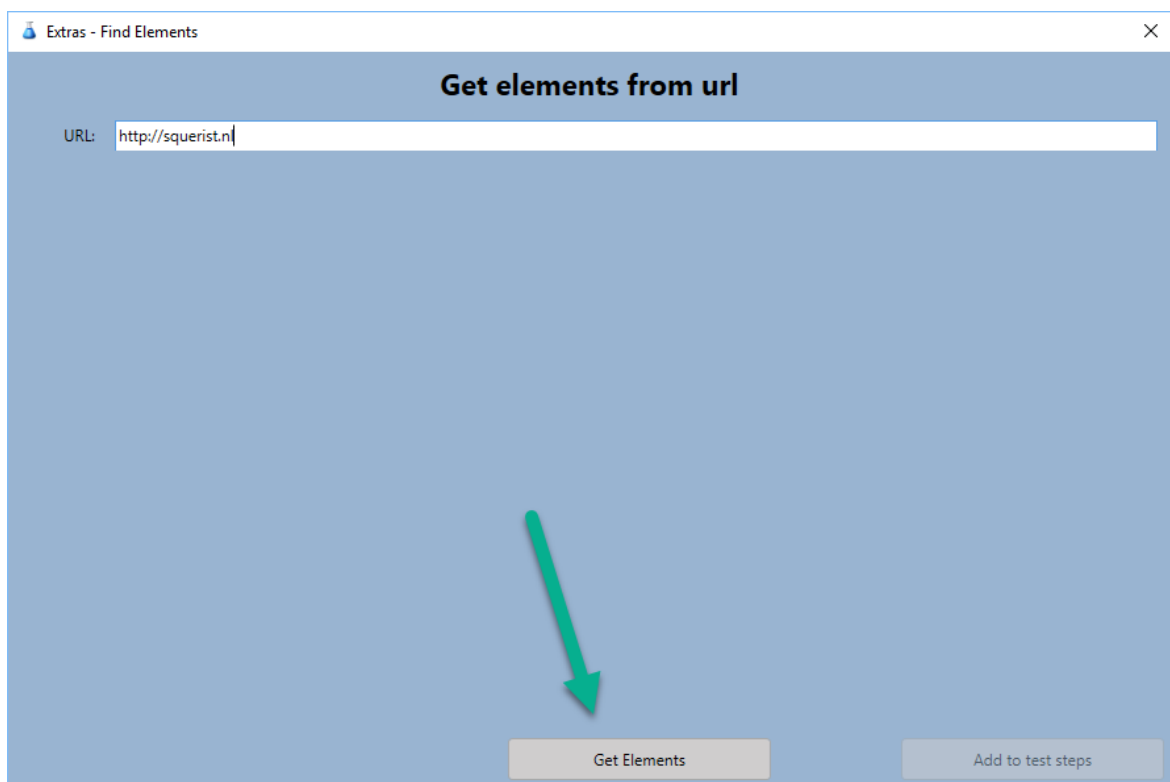 Extras - Find Elements
Get elements from url
URL: http://squerist.nl
Get Elements
Add to test steps